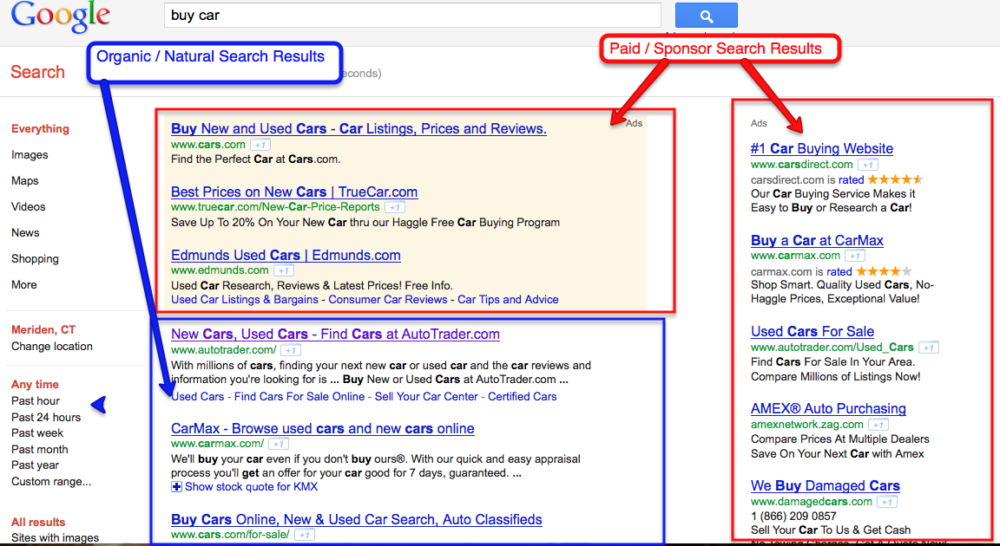 Google
buy car
Organic / Natural Search Results
Paid / Sponsor Search Results
Search
econds)
Everything
Images
Maps
Videos
News
Shopping
More
Meriden, CT
Change location
Any time
Past hour
Past 24 hours
Past week
Past month
Past year
Custom range...
All results
Sites with images
Ads
Buy New and Used Cars - Car Listings, Prices and Reviews.
www.cars.com +1
Find the Perfect Car at Cars.com.
Best Prices on New Cars | TrueCar.com
www.truecar.com/New-Car-Price-Reports +1
Save Up To 20% On Your New Car thru our Haggle Free Car Buying Program
Edmunds Used Cars | Edmunds.com
www.edmunds.com +1
Used Car Research, Reviews & Latest Prices! Free Info.
Used Car Listings & Bargains - Consumer Car Reviews - Car Tips and Advice
New Cars, Used Cars - Find Cars at AutoTrader.com
www.autotrader.com/ +1
With millions of cars, finding your next new car or used car and the car reviews and
information you're looking for is ... Buy New or Used Cars at AutoTrader.com ...
Used Cars - Find Cars For Sale Online - Sell Your Car Center - Certified Cars
CarMax - Browse used cars and new cars online
www.carmax.com/ +1
We'll buy your car even if you don't buy ours®. With our quick and easy appraisal
process you'll get an offer for your car good for 7 days, guaranteed. ...
Show stock quote for KMX
Buy Cars Online, New & Used Car Search, Auto Classifieds
www.cars.com/for-sale/ +1
Ads
#1 Car Buying Website
www.carsdirect.com +1
carsdirect.com is rated
Our Car Buying Service Makes it
Easy to Buy or Research a Car!
Buy a Car at CarMax
www.carmax.com +1
carmax.com is rated
Shop Smart. Quality Used Cars, No-
Haggle Prices, Exceptional Value!
Used Cars For Sale
www.autotrader.com/Used_Cars +1
Find Cars For Sale In Your Area.
Compare Millions of Listings Now!
AMEX® Auto Purchasing
amexnetwork.zag.com +1
Compare Prices At Multiple Dealers
Save On Your Next Car with Amex
We Buy Damaged Cars
www.damagedcars.com +1
1 (866) 209 0857
Sell Your Car To Us & Get Cash
No Towing Charges, Get A Quote Now!